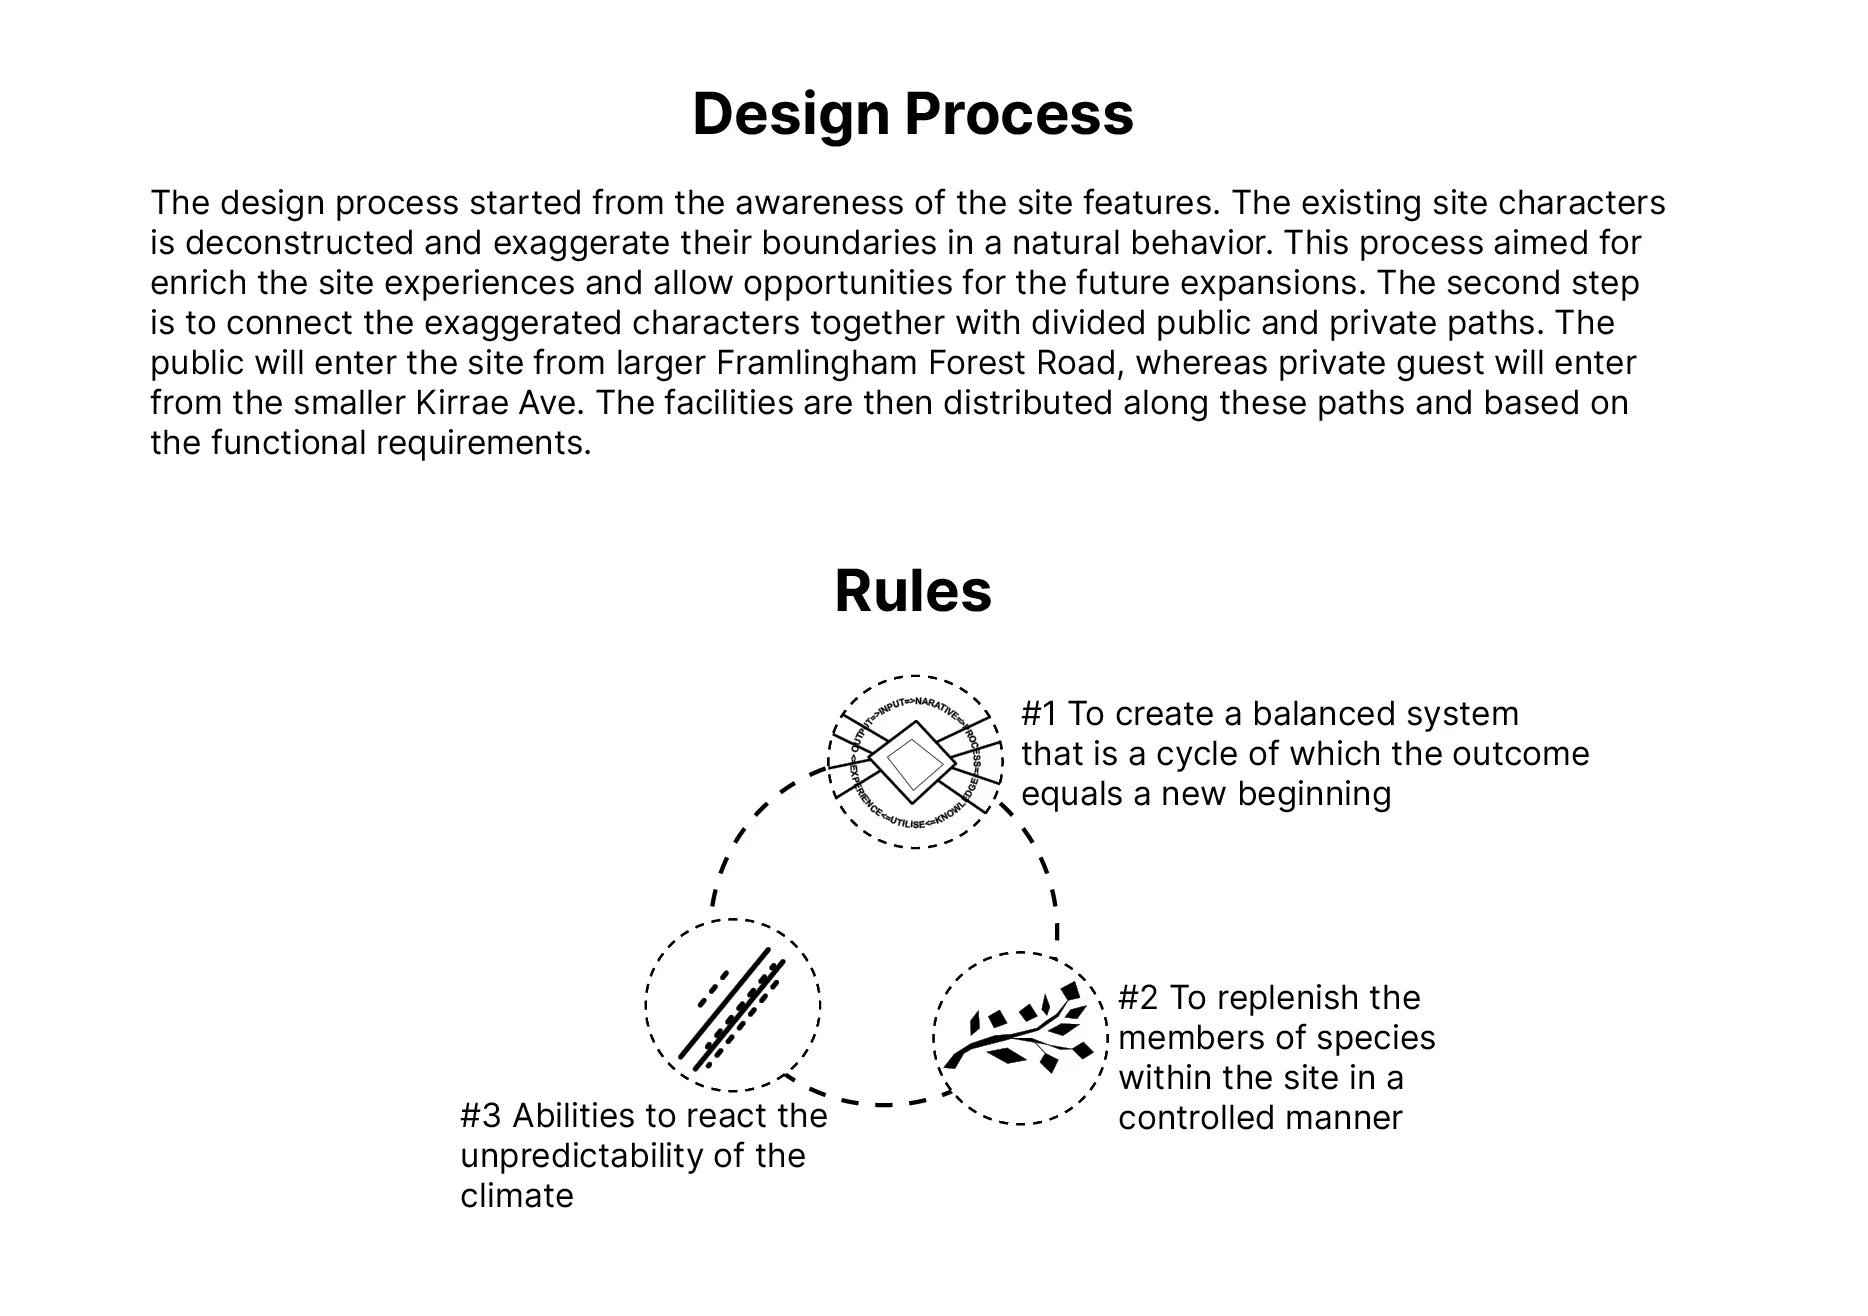 Design Process
The design process started from the awareness of the site features. The existing site characters
is deconstructed and exaggerate their boundaries in a natural behavior. This process aimed for
enrich the site experiences and allow opportunities for the future expansions. The second step
is to connect the exaggerated characters together with divided public and private paths. The
public will enter the site from larger Framlingham Forest Road, whereas private guest will enter
from the smaller Kirrae Ave. The facilities are then distributed along these paths and based on
the functional requirements.
Rules
OUTPUT=>INPUT=>NARATIVE=>PROCESS
<=EXPERIENCE<=UTILISE<=KNOWLEDGE<=
#1 To create a balanced system
that is a cycle of which the outcome
equals a new beginning
#2 To replenish the
members of species
within the site in a
controlled manner
#3 Abilities to react the
unpredictability of the
climate